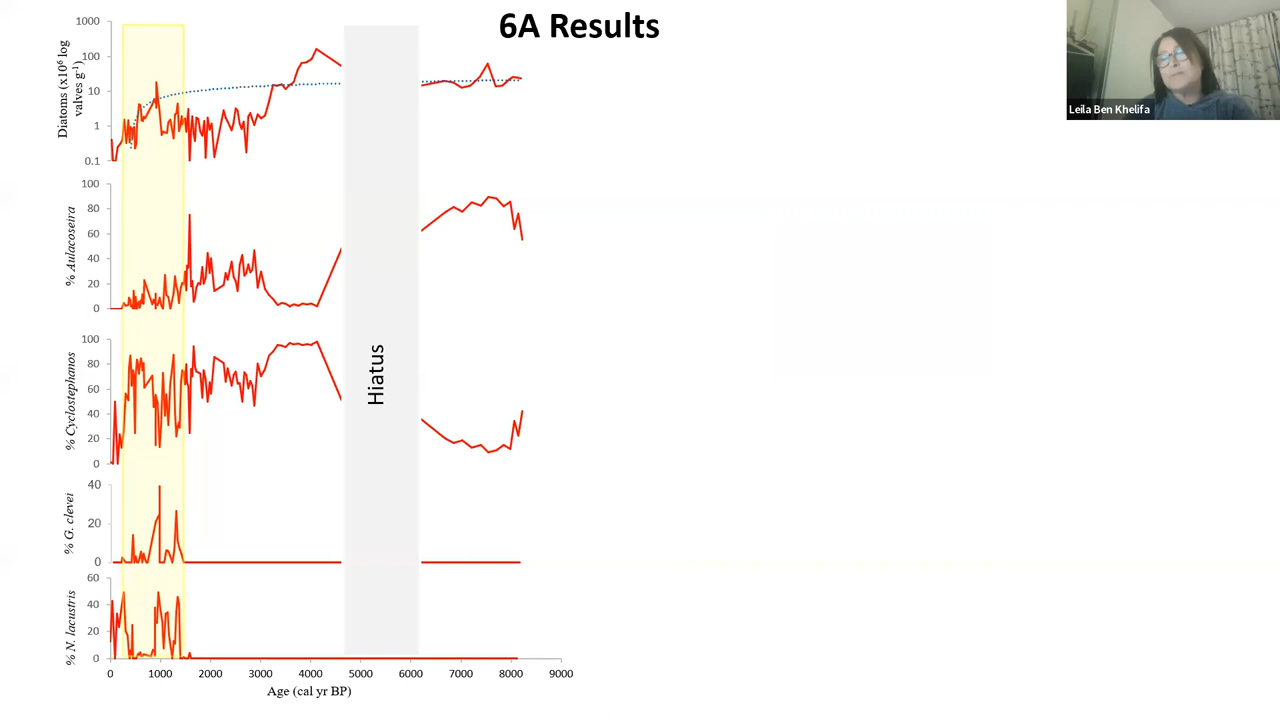 6A Results
Leila Ben Khelifa
Diatoms (x10⁶ log
valves g⁻¹)
1000
100
10
1
0.1
% Aulacoseira
100
80
60
40
20
0
% Cyclostephanos
100
80
60
40
20
0
Hiatus
% G. clevei
40
20
0
% N. lacustris
60
40
20
0
0 1000 2000 3000 4000 5000 6000 7000 8000 9000
Age (cal yr BP)